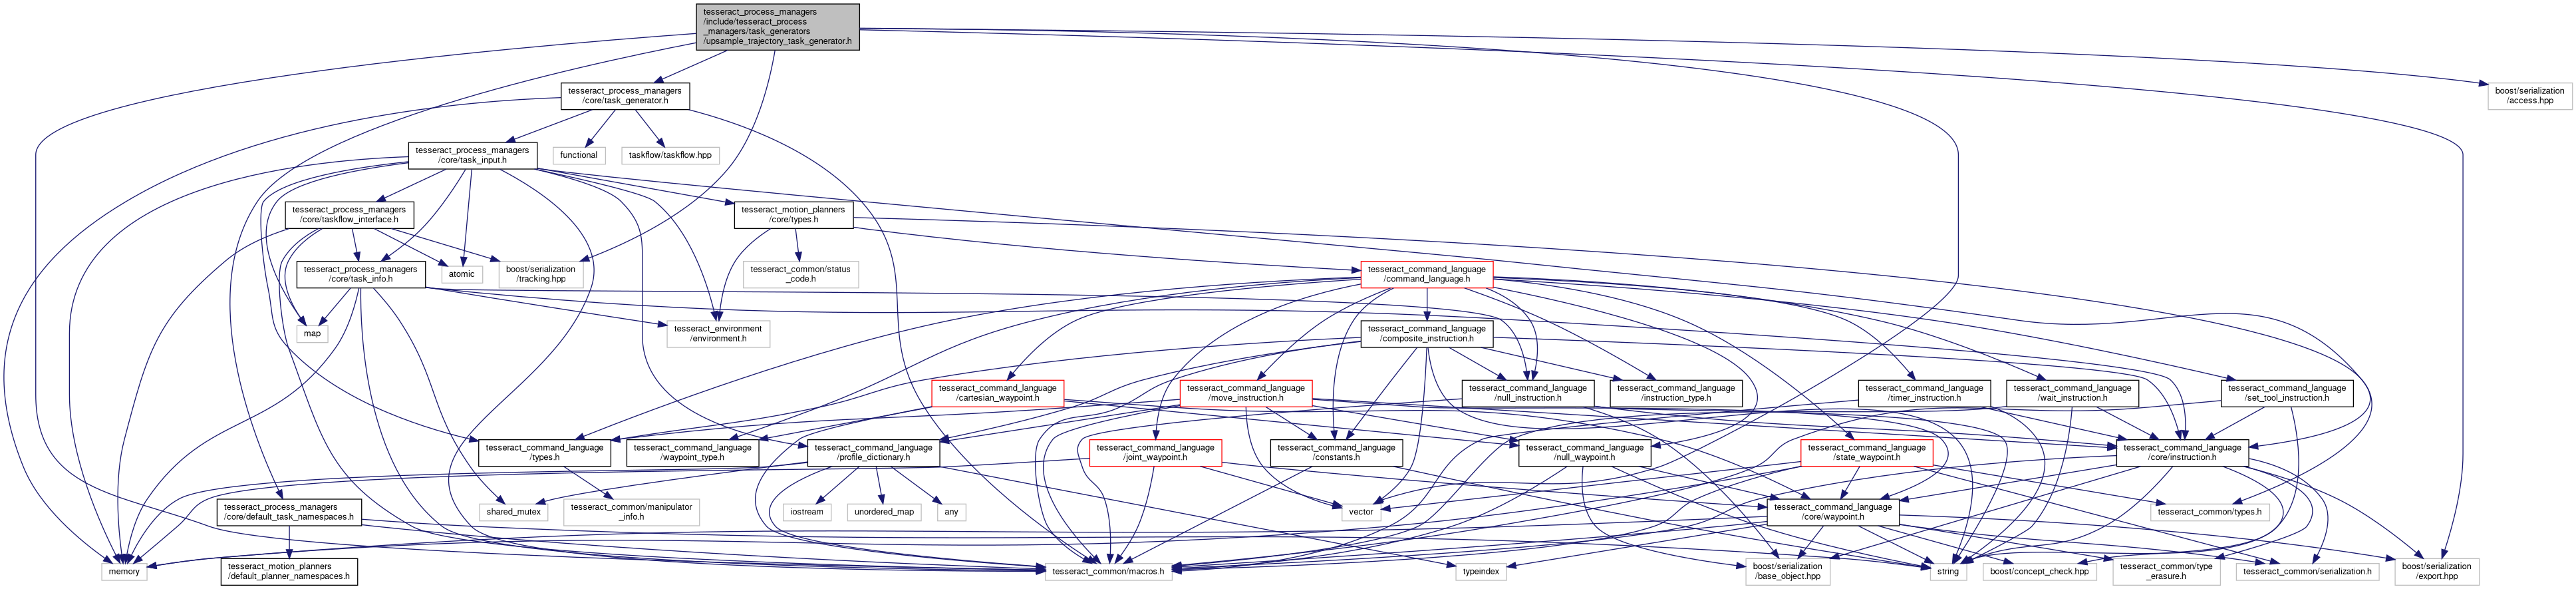 tesseract_process_managers
/include/tesseract_process
_managers/task_generators
/upsample_trajectory_task_generator.h
tesseract_process_managers
/core/task_generator.h
boost/serialization
/access.hpp
tesseract_process_managers
/core/task_input.h
functional
taskflow/taskflow.hpp
tesseract_process_managers
/core/taskflow_interface.h
tesseract_motion_planners
/core/types.h
tesseract_process_managers
/core/task_info.h
atomic
boost/serialization
/tracking.hpp
tesseract_common/status
_code.h
tesseract_command_language
/command_language.h
map
tesseract_environment
/environment.h
tesseract_command_language
/composite_instruction.h
tesseract_command_language
/cartesian_waypoint.h
tesseract_command_language
/move_instruction.h
tesseract_command_language
/null_instruction.h
tesseract_command_language
/instruction_type.h
tesseract_command_language
/timer_instruction.h
tesseract_command_language
/wait_instruction.h
tesseract_command_language
/set_tool_instruction.h
tesseract_command_language
/types.h
tesseract_command_language
/waypoint_type.h
tesseract_command_language
/profile_dictionary.h
tesseract_command_language
/joint_waypoint.h
tesseract_command_language
/constants.h
tesseract_command_language
/null_waypoint.h
tesseract_command_language
/state_waypoint.h
tesseract_command_language
/core/instruction.h
tesseract_process_managers
/core/default_task_namespaces.h
shared_mutex
tesseract_common/manipulator
_info.h
iostream
unordered_map
any
vector
tesseract_command_language
/core/waypoint.h
tesseract_common/types.h
memory
tesseract_motion_planners
/default_planner_namespaces.h
tesseract_common/macros.h
typeindex
boost/serialization
/base_object.hpp
string
boost/concept_check.hpp
tesseract_common/type
_erasure.h
tesseract_common/serialization.h
boost/serialization
/export.hpp